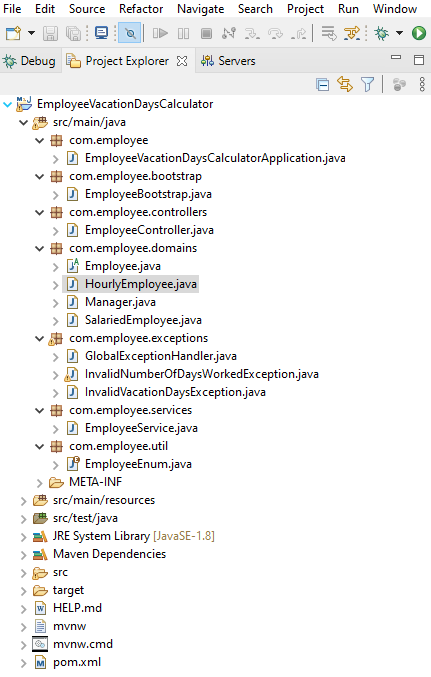 File Edit Source Refactor Navigate Search Project Run Window
Debug Project Explorer Servers
EmployeeVacationDaysCalculator
src/main/java
com.employee
EmployeeVacationDaysCalculatorApplication.java
com.employee.bootstrap
EmployeeBootstrap.java
com.employee.controllers
EmployeeController.java
com.employee.domains
Employee.java
HourlyEmployee.java
Manager.java
SalariedEmployee.java
com.employee.exceptions
GlobalExceptionHandler.java
InvalidNumberOfDaysWorkedException.java
InvalidVacationDaysException.java
com.employee.services
EmployeeService.java
com.employee.util
EmployeeEnum.java
META-INF
src/main/resources
src/test/java
JRE System Library [JavaSE-1.8]
Maven Dependencies
src
target
HELP.md
mvnw
mvnw.cmd
pom.xml